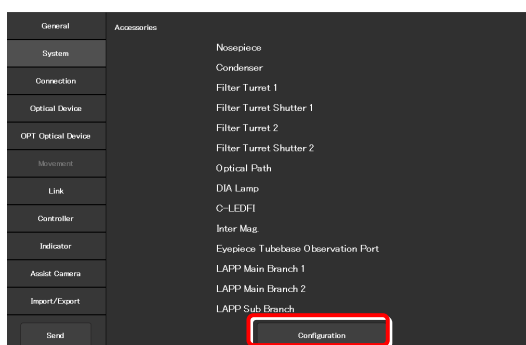 General
System
Connection
Optical Device
OPT Optical Device
Movement
Link
Controller
Indicator
Assist Camera
Import/Export
Send
Accessories
Nosepiece
Condenser
Filter Turret 1
Filter Turret Shutter 1
Filter Turret 2
Filter Turret Shutter 2
Optical Path
DIA Lamp
C-LEDFI
Inter Mag.
Eyepiece Tubebase Observation Port
LAPP Main Branch 1
LAPP Main Branch 2
LAPP Sub Branch
Configuration